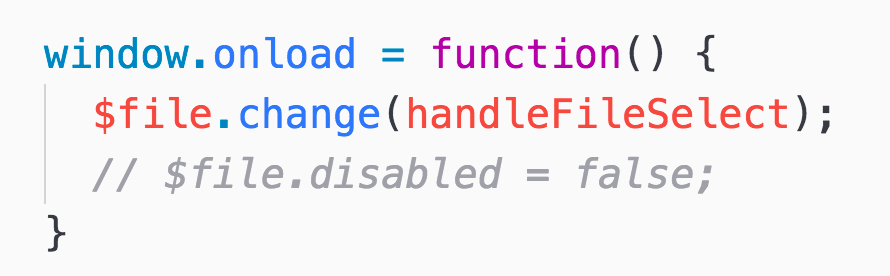 window.onload = function() {
  $file.change(handleFileSelect);
  // $file.disabled = false;
}